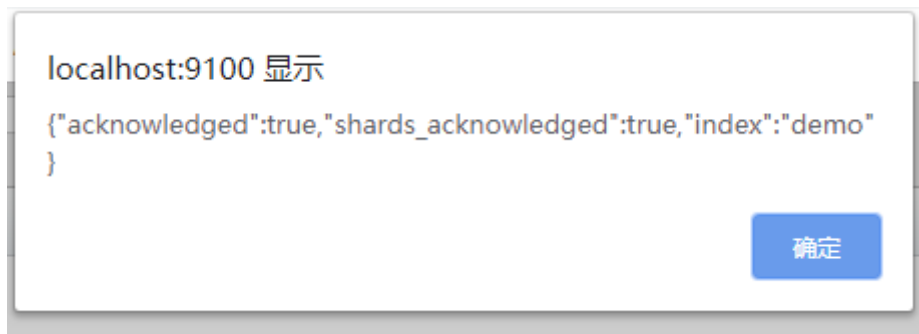 localhost:9100 显示
{"acknowledged":true,"shards_acknowledged":true,"index":"demo"
}
确定